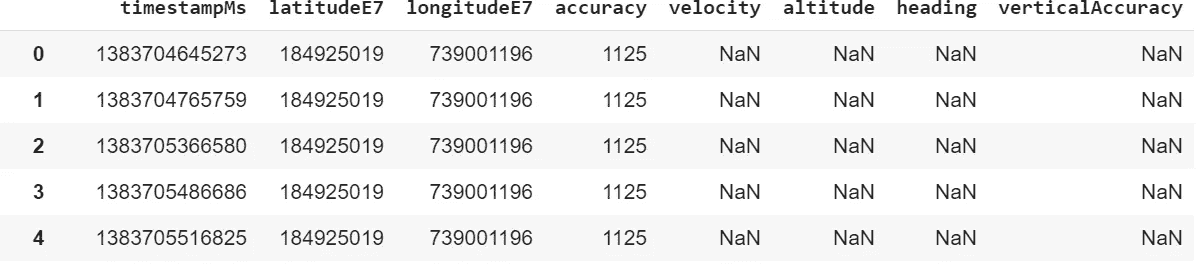 timestampMs latitudeE7 longitudeE7 accuracy velocity altitude heading verticalAccuracy
0 1383704645273 184925019 739001196 1125 NaN NaN NaN NaN
1 1383704765759 184925019 739001196 1125 NaN NaN NaN NaN
2 1383705366580 184925019 739001196 1125 NaN NaN NaN NaN
3 1383705486686 184925019 739001196 1125 NaN NaN NaN NaN
4 1383705516825 184925019 739001196 1125 NaN NaN NaN NaN